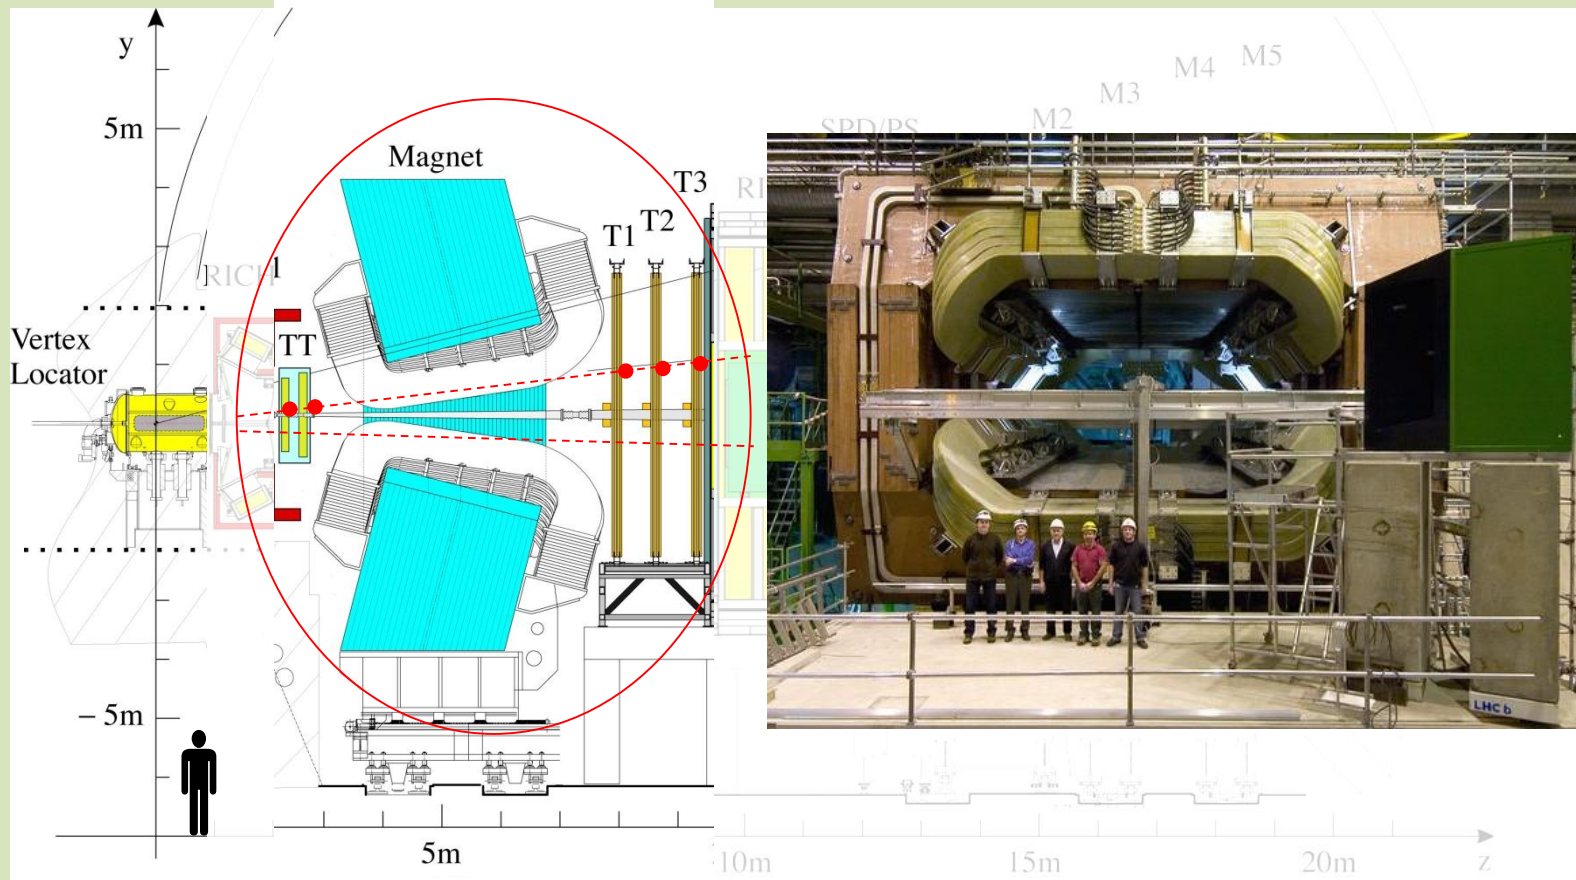 y
5m
Magnet
M5
M4
M3
M2
SPD/PS
T3
T2
T1
RICH1
Vertex
Locator
TT
– 5m
5m
10m
15m
20m
z
LHCb